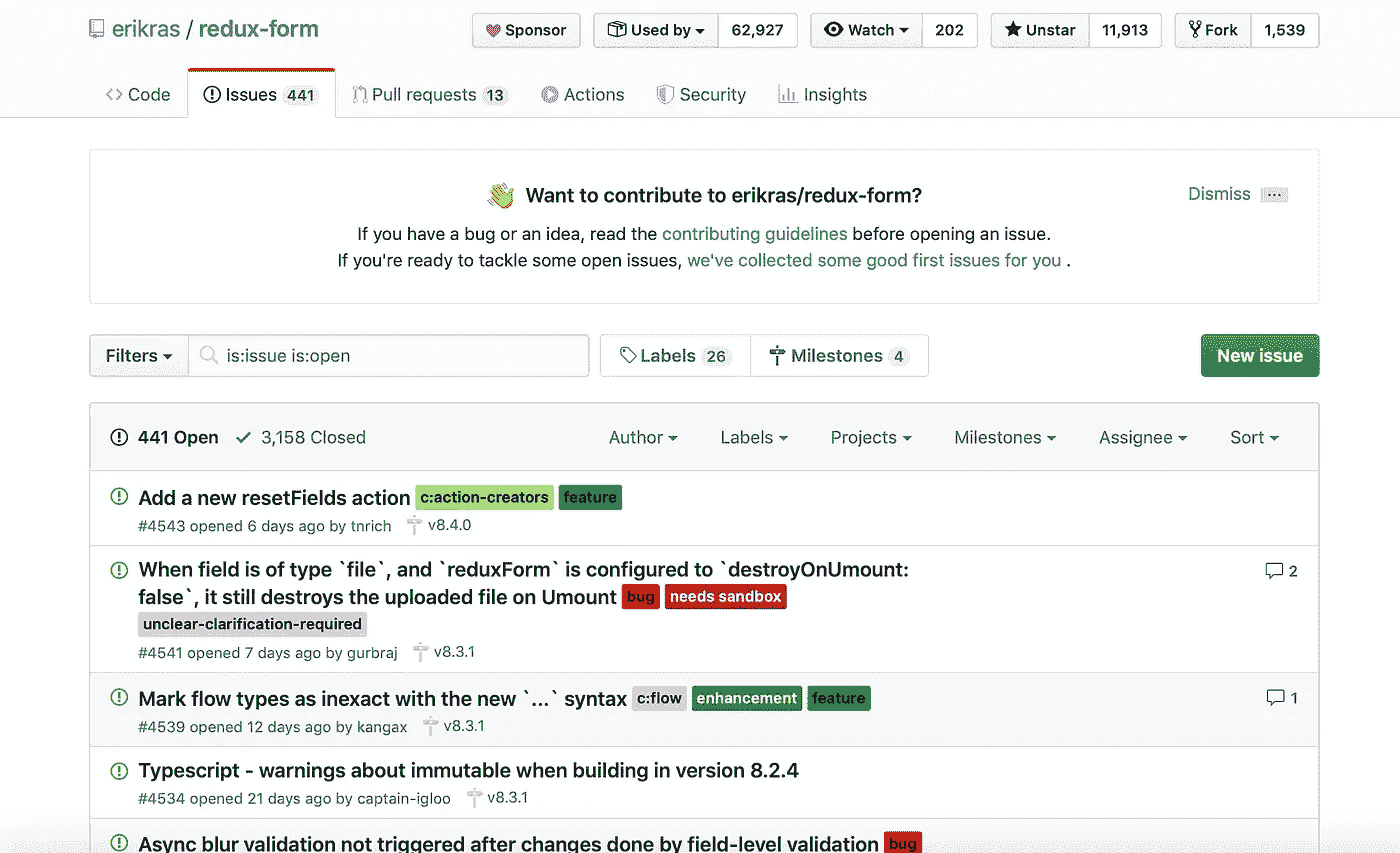 erikras / redux-form
Sponsor
Used by 62,927
Watch 202
Unstar 11,913
Fork 1,539
Code
Issues 441
Pull requests 13
Actions
Security
Insights
Want to contribute to erikras/redux-form?
Dismiss ...
If you have a bug or an idea, read the contributing guidelines before opening an issue.
If you're ready to tackle some open issues, we've collected some good first issues for you .
Filters
is:issue is:open
Labels 26
Milestones 4
New issue
441 Open
3,158 Closed
Author
Labels
Projects
Milestones
Assignee
Sort
Add a new resetFields action c:action-creators feature
#4543 opened 6 days ago by tnrich v8.4.0
When field is of type `file`, and `reduxForm` is configured to `destroyOnUmount:
2
false`, it still destroys the uploaded file on Umount bug needs sandbox
unclear-clarification-required
#4541 opened 7 days ago by gurbraj v8.3.1
Mark flow types as inexact with the new `...` syntax c:flow enhancement feature
1
#4539 opened 12 days ago by kangax v8.3.1
Typescript - warnings about immutable when building in version 8.2.4
#4534 opened 21 days ago by captain-igloo v8.3.1
Async blur validation not triggered after changes done by field-level validation bug